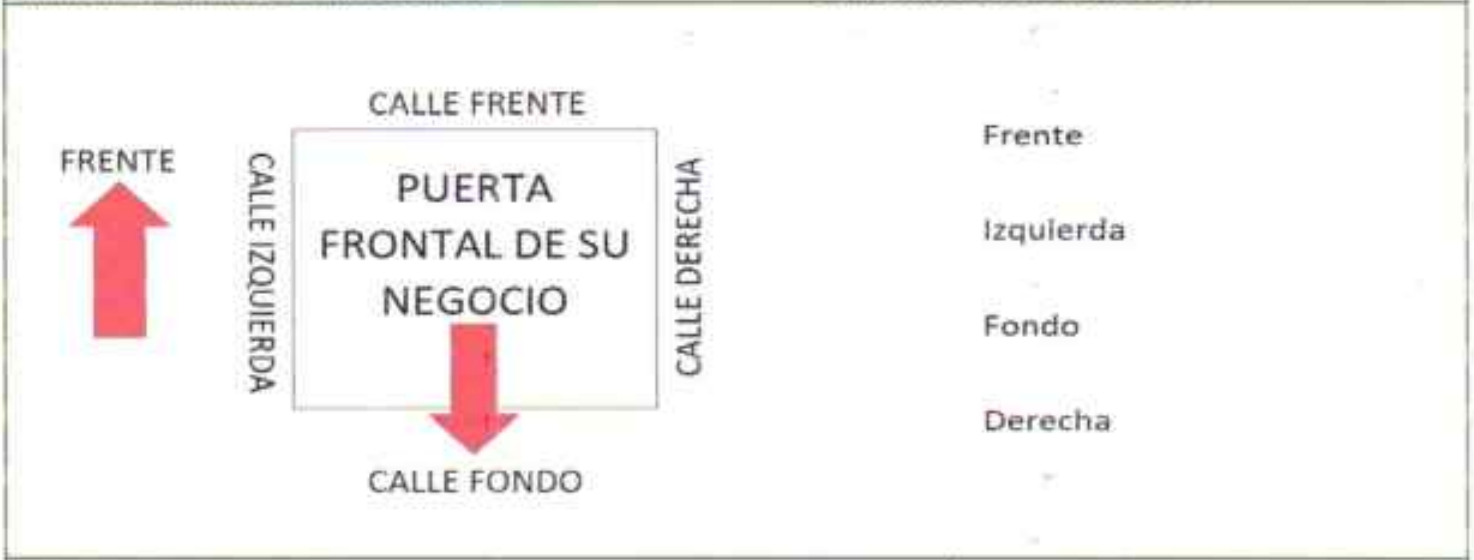 CALLE FRENTE
FRENTE
CALLE IZQUIERDA
PUERTA
FRONTAL DE SU
NEGOCIO
CALLE DERECHA
CALLE FONDO
Frente
Izquierda
Fondo
Derecha